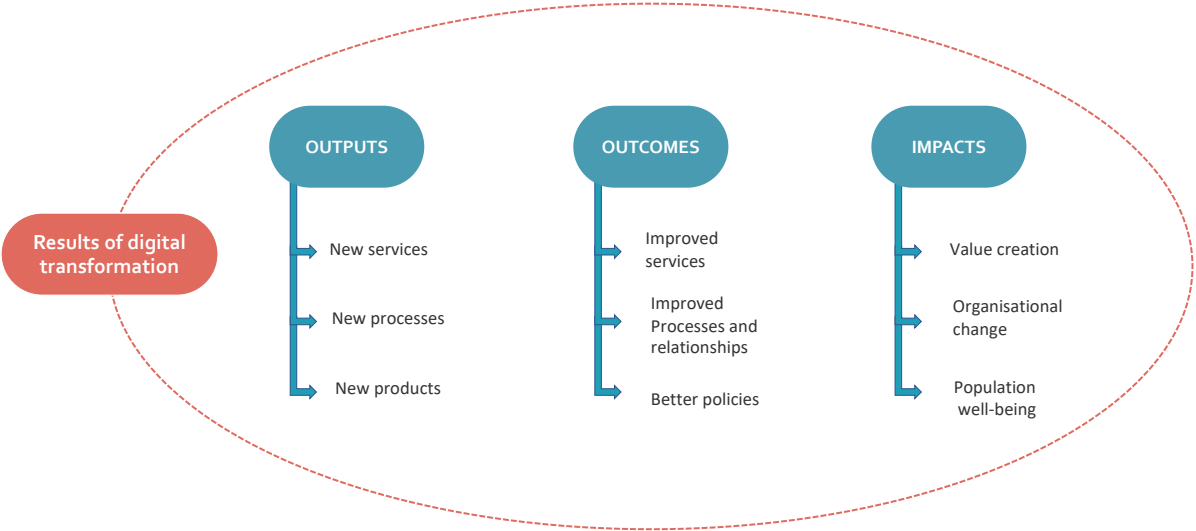 Results of digital
transformation
OUTPUTS
New services
New processes
New products
OUTCOMES
Improved
services
Improved
Processes and
relationships
Better policies
IMPACTS
Value creation
Organisational
change
Population
well-being